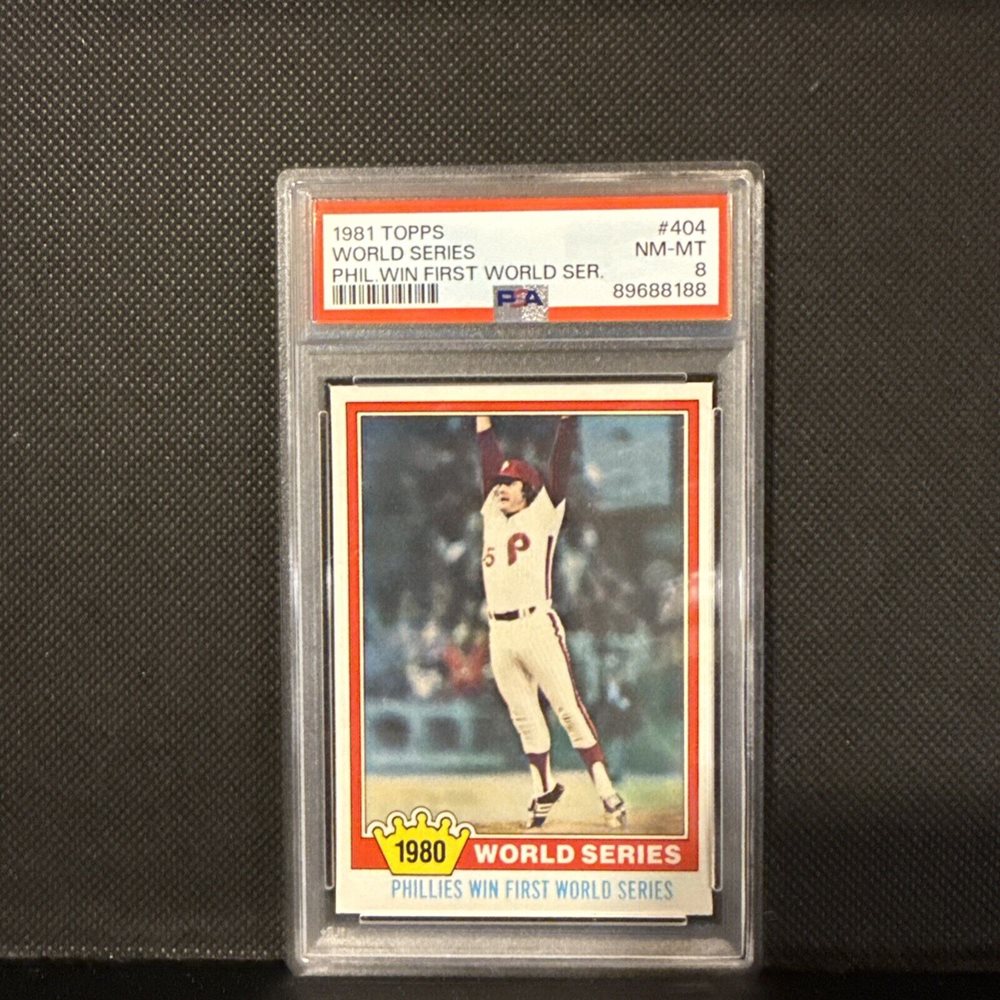 1981 TOPPS #404
WORLD SERIES NM-MT
PHIL.WIN FIRST WORLD SER. 8
PSA 89688188
P
5 P
1980 WORLD SERIES
PHILLIES WIN FIRST WORLD SERIES